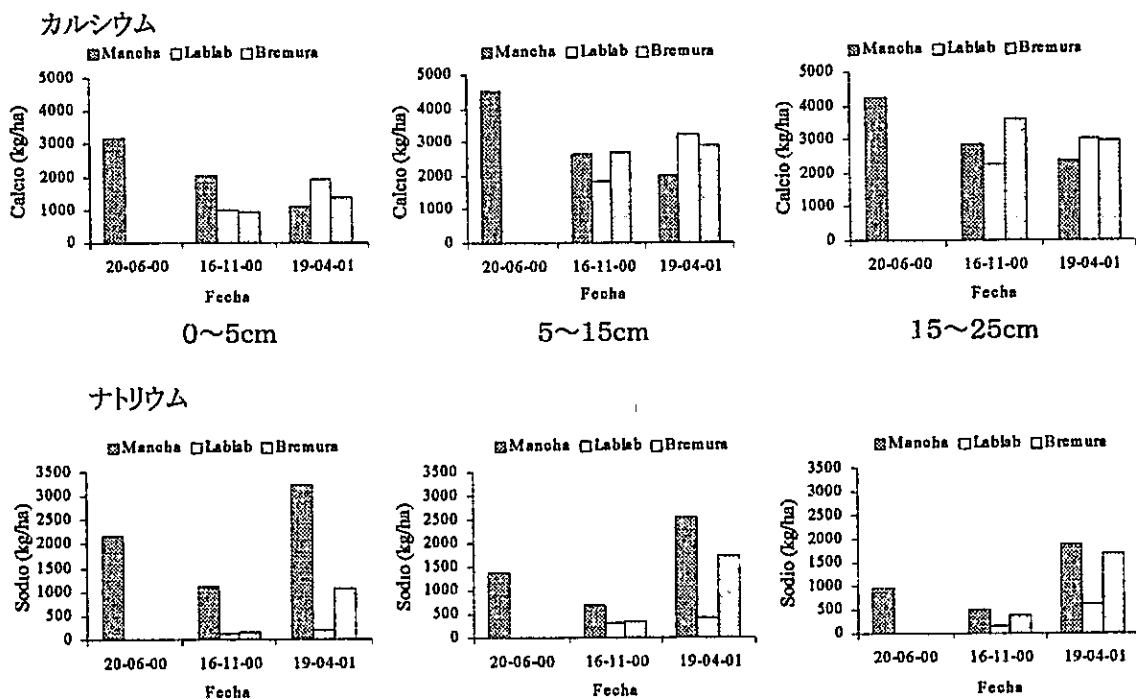 カルシウム
Mancha Lablab Bremura
Calcio (kg/ha)
5000
4000
3000
2000
1000
0
20-06-00 16-11-00 19-04-01
Fecha
0～5cm
Mancha Lablab Bremura
Calcio (kg/ha)
5000
4000
3000
2000
1000
0
20-06-00 16-11-00 19-04-01
Fecha
5～15cm
Mancha Lablab Bremura
Calcio (kg/ha)
5000
4000
3000
2000
1000
0
20-06-00 16-11-00 19-04-01
Fecha
15～25cm
ナトリウム
Mancha Lablab Bremura
Sodio (kg/ha)
3500
3000
2500
2000
1500
1000
500
0
20-06-00 16-11-00 19-04-01
Fecha
Mancha Lablab Bremura
Sodio (kg/ha)
3500
3000
2500
2000
1500
1000
500
0
20-06-00 16-11-00 19-04-01
Fecha
Mancha Lablab Bremura
Sodio (kg/ha)
3500
3000
2500
2000
1500
1000
500
0
20-06-00 16-11-00 19-04-01
Fecha